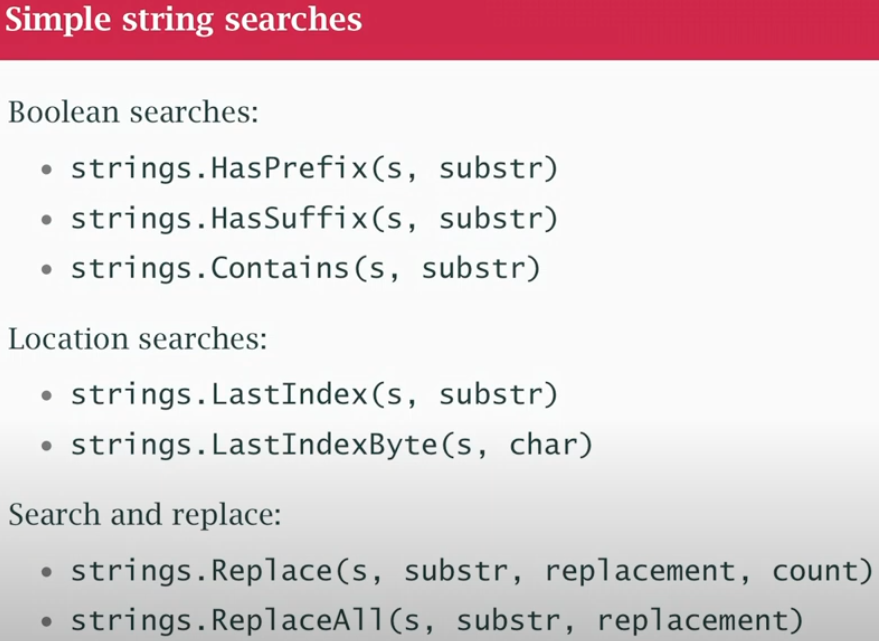 Simple string searches
Boolean searches:
• strings.HasPrefix(s, substr)
• strings.HasSuffix(s, substr)
• strings.Contains(s, substr)
Location searches:
• strings.LastIndex(s, substr)
• strings.LastIndexByte(s, char)
Search and replace:
• strings.Replace(s, substr, replacement, count)
• strings.ReplaceAll(s, substr, replacement)